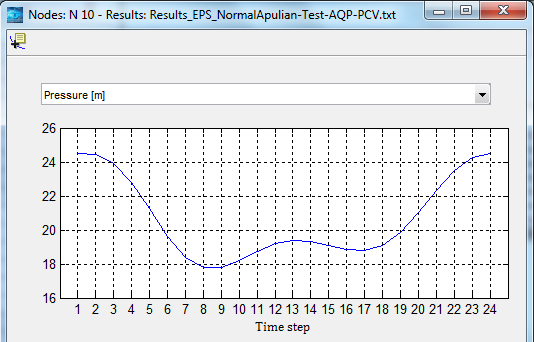 Nodes: N 10 - Results: Results_EPS_NormalApulian-Test-AQP-PCV.txt
Pressure [m]
26
24
22
20
18
16
1 2 3 4 5 6 7 8 9 10 11 12 13 14 15 16 17 18 19 20 21 22 23 24
Time step